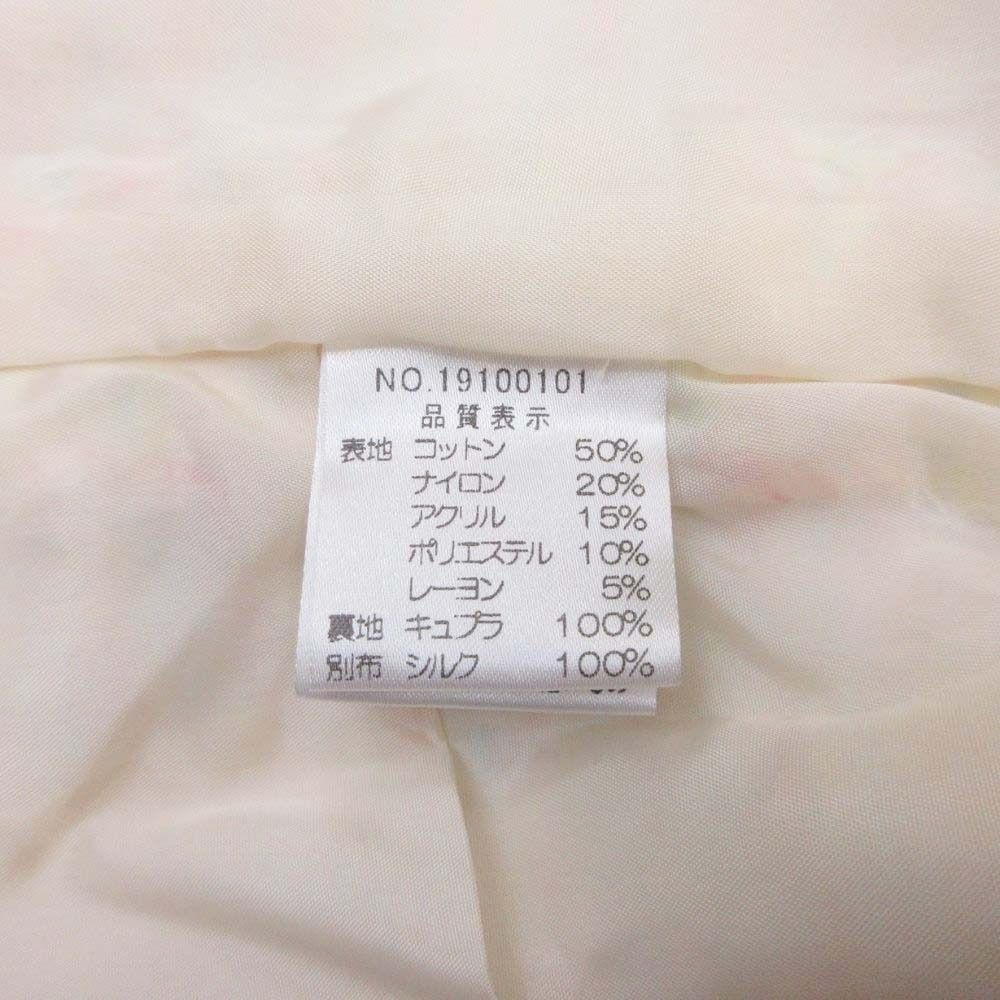 NO.19100101
品質表示
表地 コットン 50%
ナイロン 20%
アクリル 15%
ポリエステル 10%
レーヨン 5%
裏地 キュプラ 100%
別布 シルク 100%